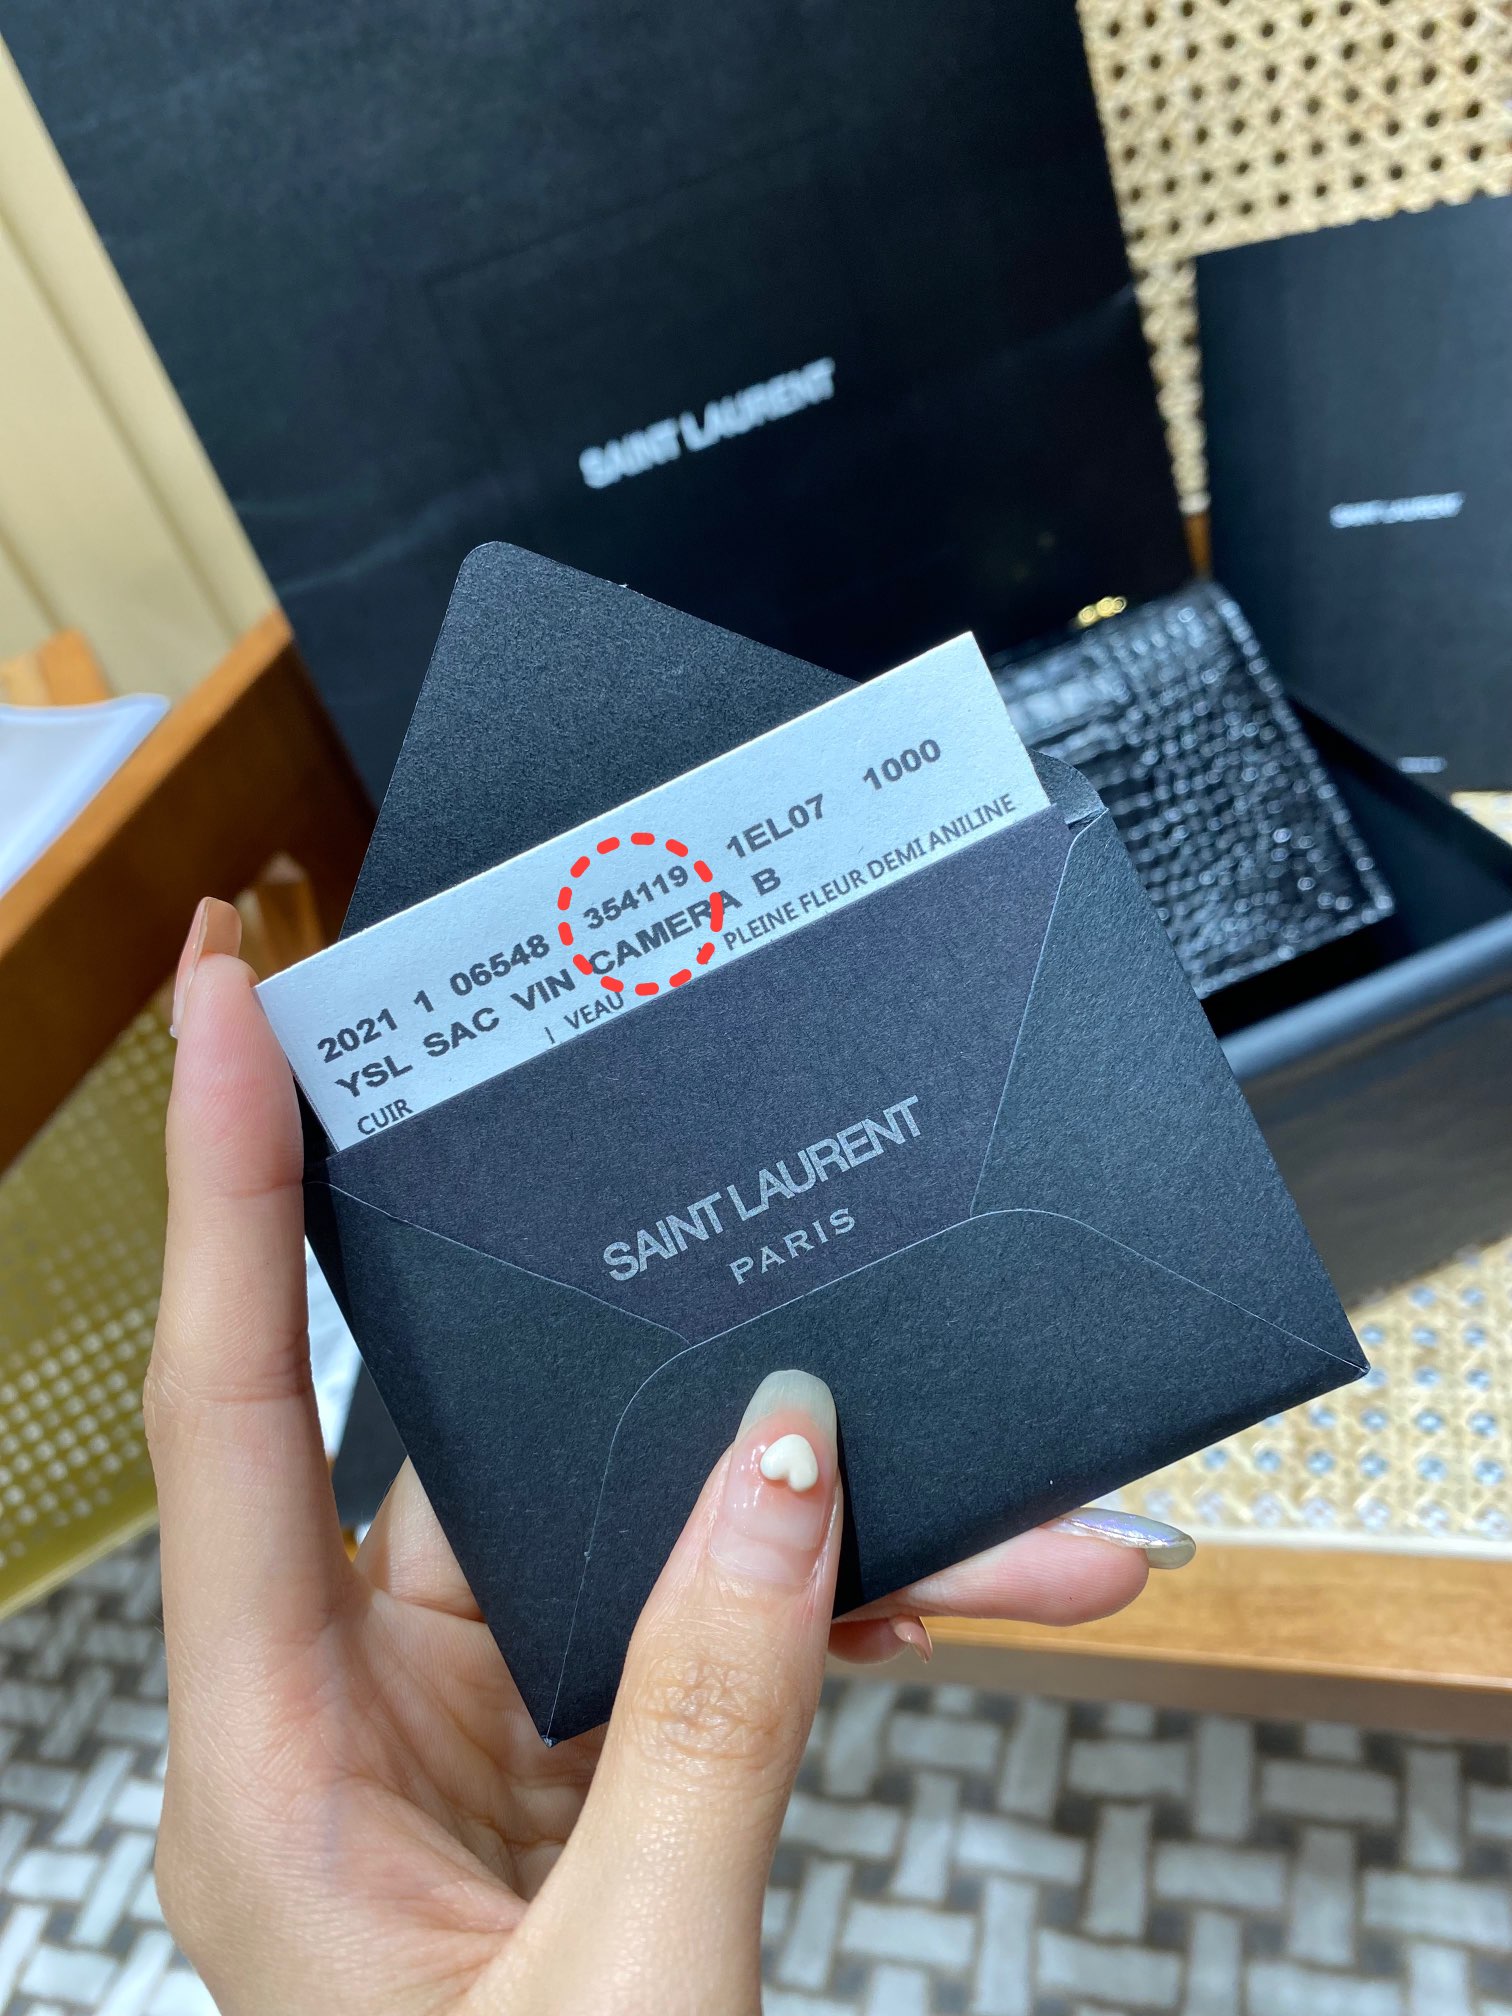 SAINT LAURENT
SAINT LAURENT
2021 1 06548 354119 1EL07 1000
YSL SAC VIN CAMERA B
CUIR | VEAU PLEINE FLEUR DEMI ANILINE
SAINT LAURENT
PARIS